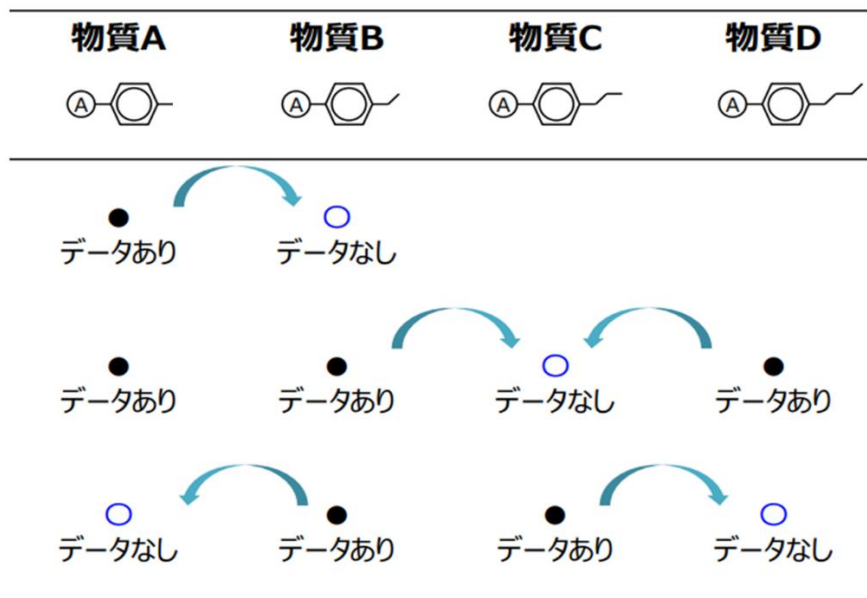 物質A 物質B 物質C 物質D
A A A A
データあり データなし
データあり データあり データなし データあり
データなし データあり データあり データなし